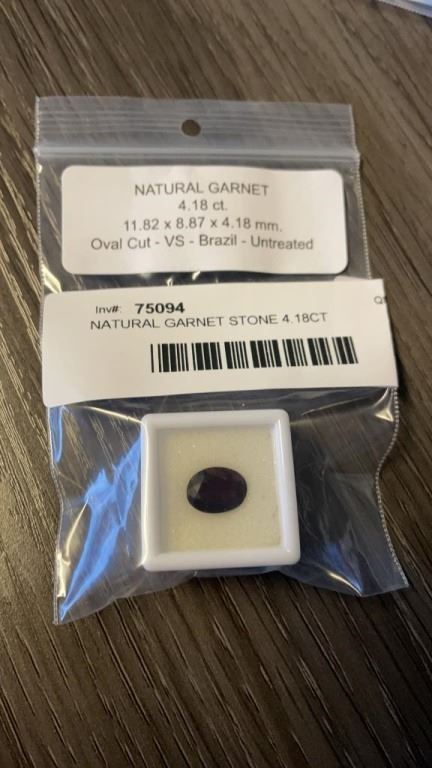 NATURAL GARNET
4.18 ct.
11.82 x 8.87 x 4.18 mm.
Oval Cut - VS - Brazil - Untreated
Inv#: 75094
NATURAL GARNET STONE 4.18CT